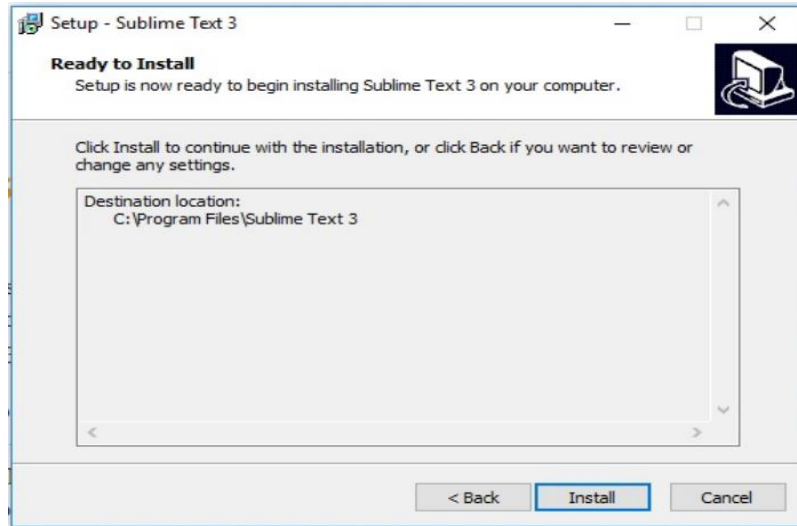 Setup - Sublime Text 3
Ready to Install
Setup is now ready to begin installing Sublime Text 3 on your computer.
Click Install to continue with the installation, or click Back if you want to review or
change any settings.
Destination location:
C:\Program Files\Sublime Text 3
< Back
Install
Cancel